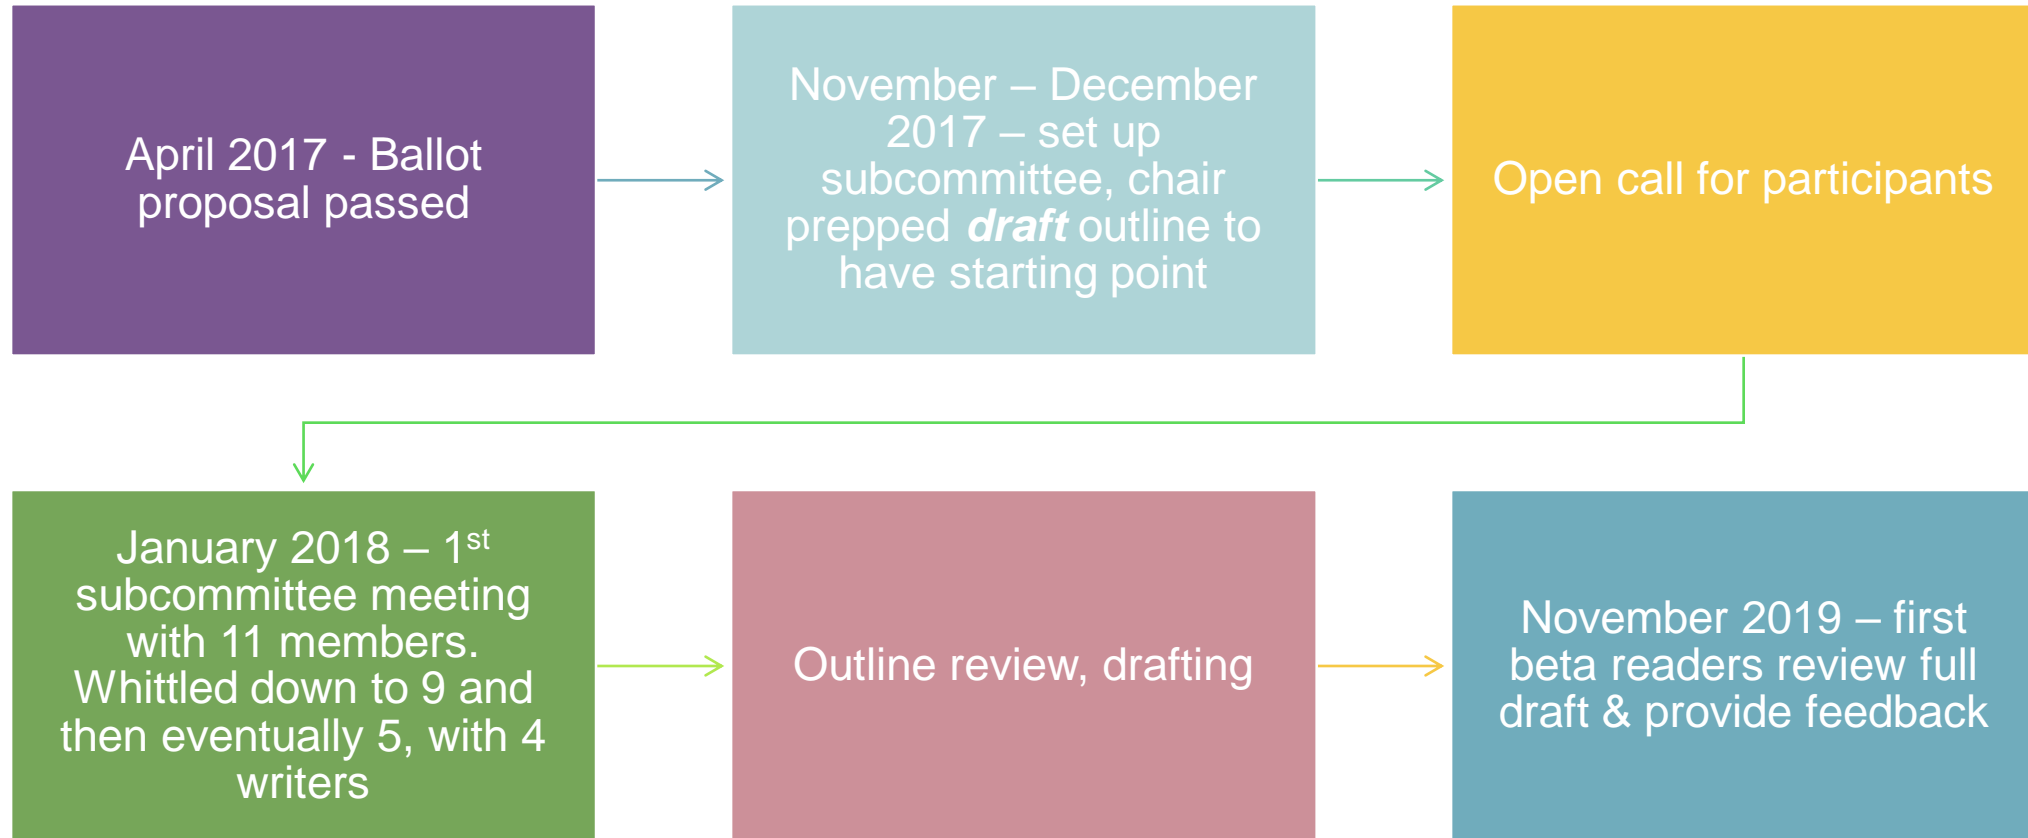 April 2017 - Ballot
proposal passed
November – December
2017 – set up
subcommittee, chair
prepped draft outline to
have starting point
Open call for participants
January 2018 – 1st
subcommittee meeting
with 11 members.
Whittled down to 9 and
then eventually 5, with 4
writers
Outline review, drafting
November 2019 – first
beta readers review full
draft & provide feedback